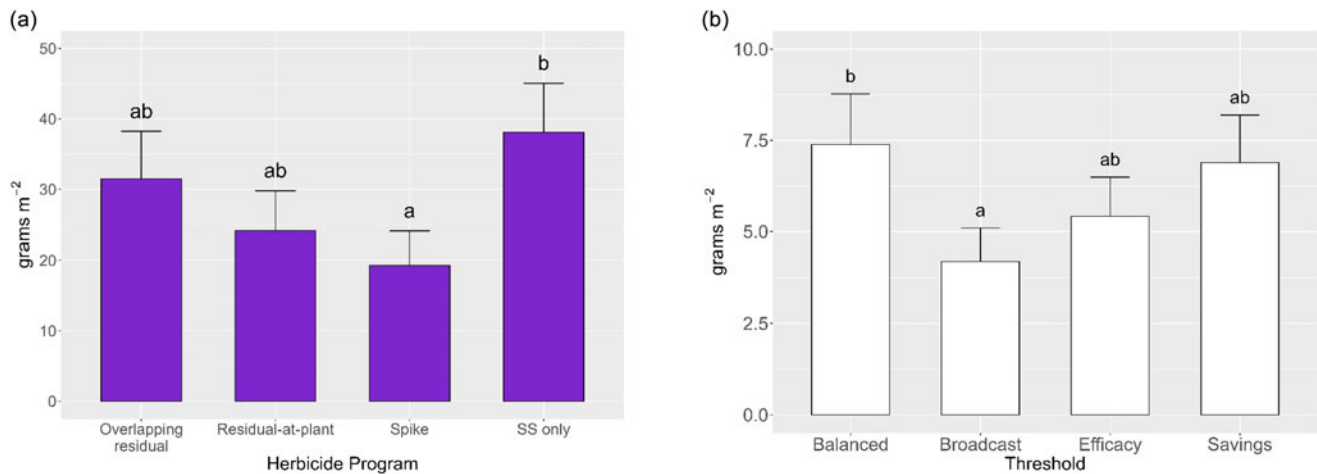 (a)
50
40
30
20
10
0
grams m⁻²
ab
ab
a
b
Overlapping
residual
Residual-at-plant
Spike
SS only
Herbicide Program
(b)
10.0
7.5
5.0
2.5
0.0
grams m⁻²
b
a
ab
ab
Balanced
Broadcast
Efficacy
Savings
Threshold